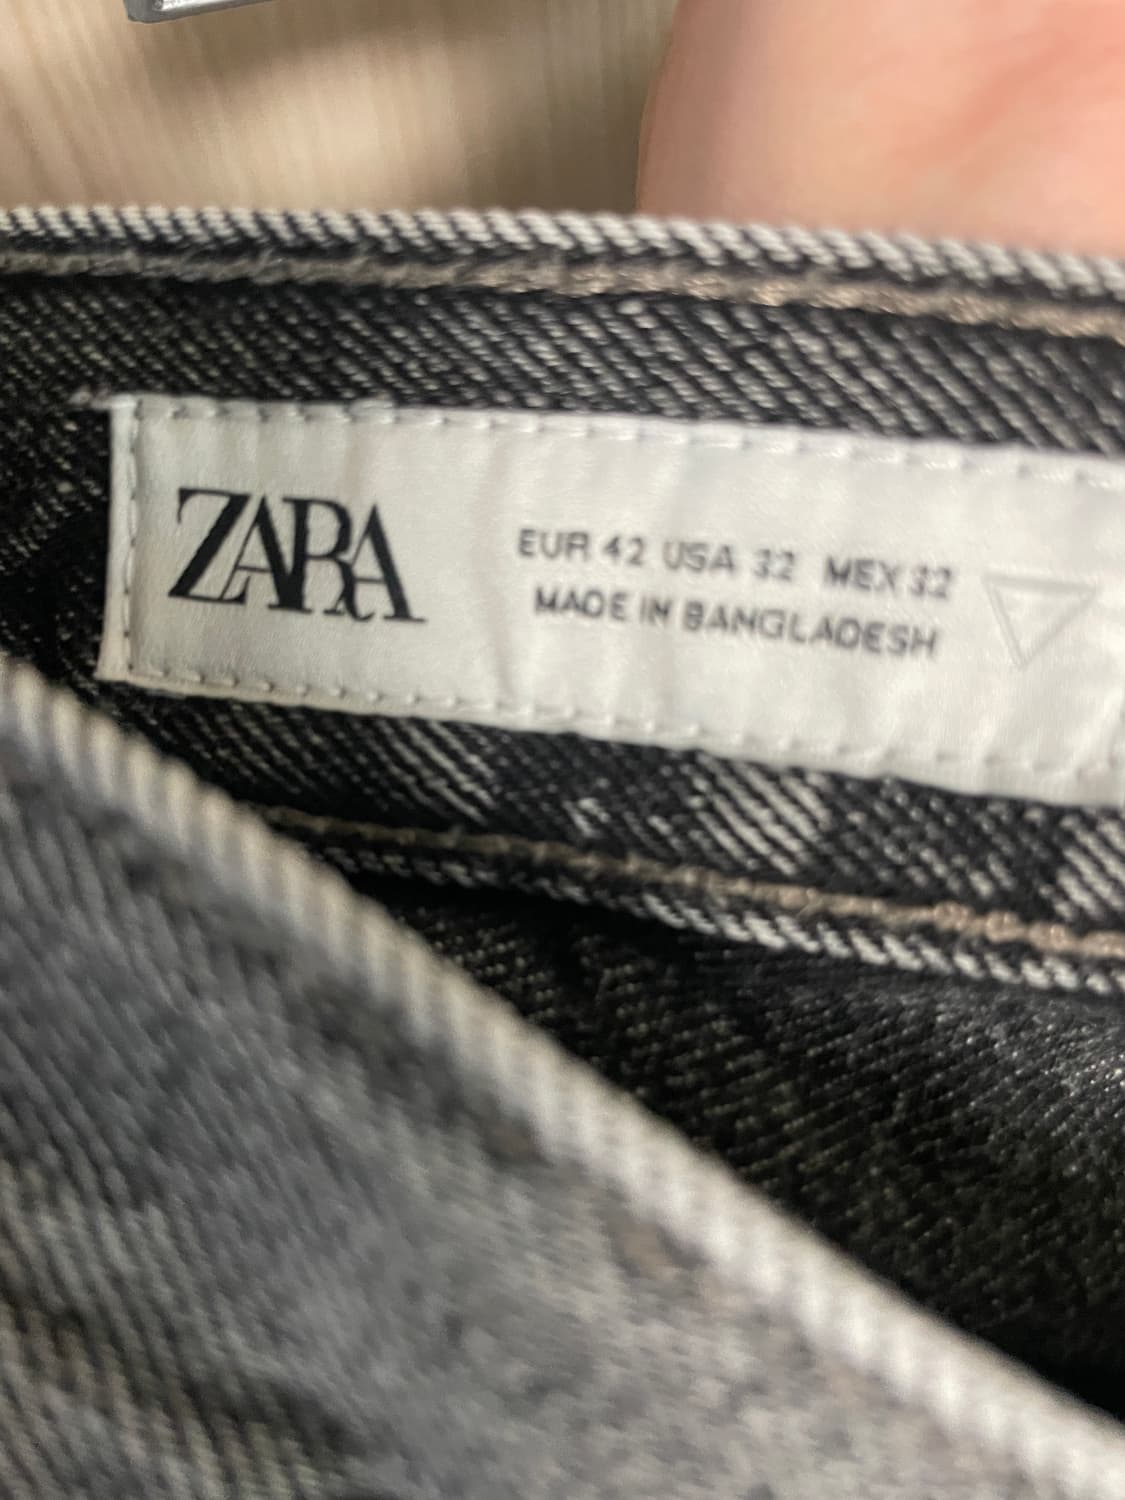 ZARA
EUR 42 USA 32 MEX 32
MADE IN BANGLADESH